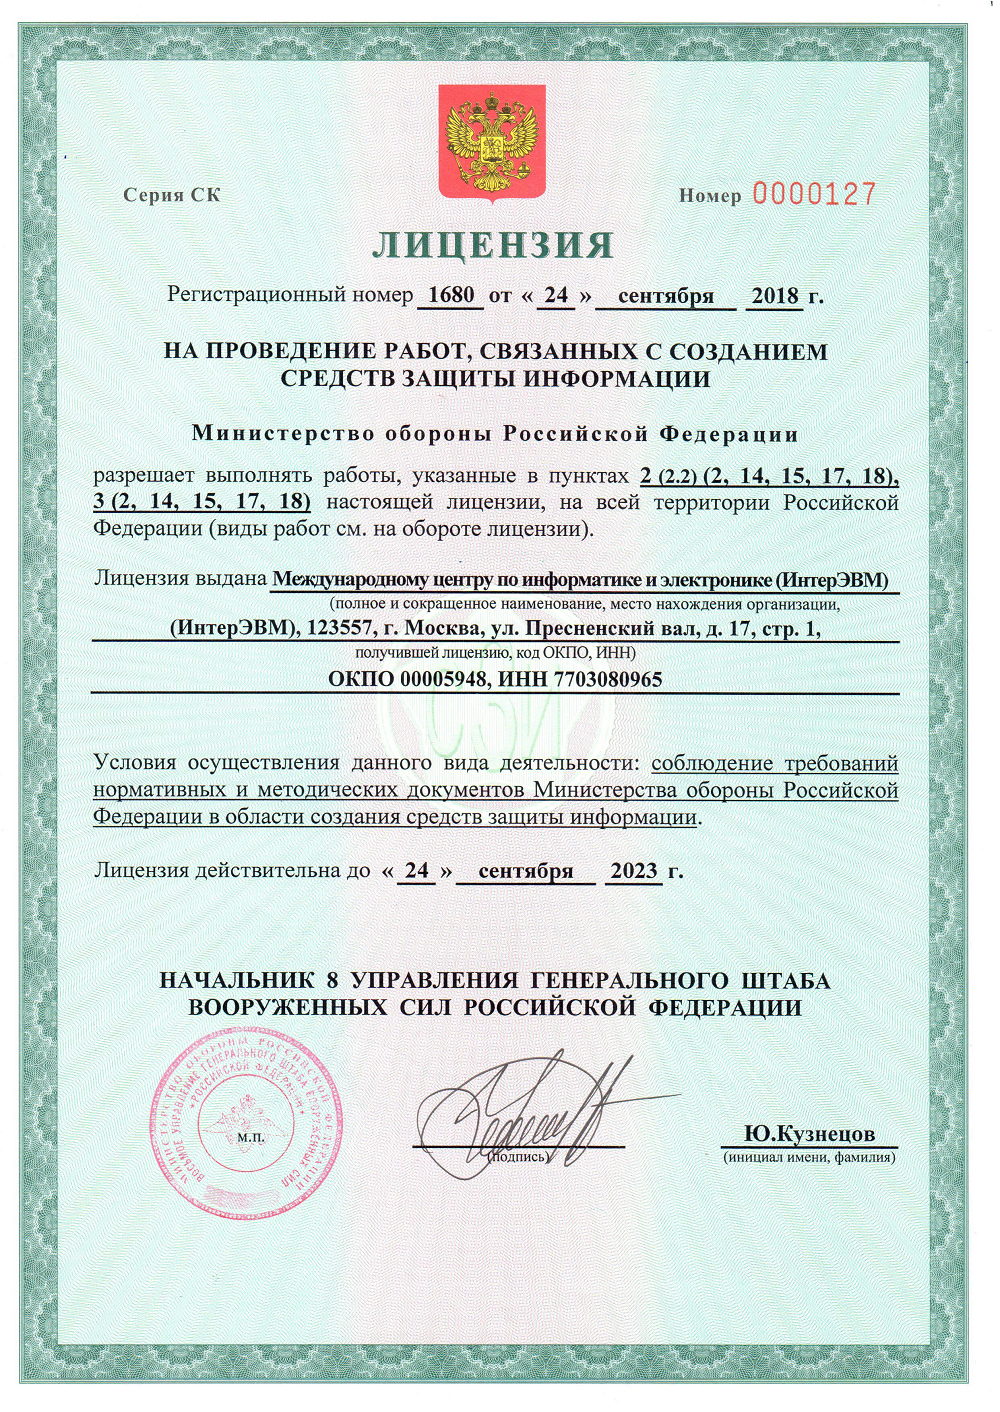 Серия СК
Номер 0000127
ЛИЦЕНЗИЯ
Регистрационный номер 1680 от « 24 » сентября 2018 г.
НА ПРОВЕДЕНИЕ РАБОТ, СВЯЗАННЫХ С СОЗДАНИЕМ
СРЕДСТВ ЗАЩИТЫ ИНФОРМАЦИИ
Министерство обороны Российской Федерации
разрешает выполнять работы, указанные в пунктах 2 (2.2) (2, 14, 15, 17, 18),
3 (2, 14, 15, 17, 18) настоящей лицензии, на всей территории Российской
Федерации (виды работ см. на обороте лицензии).
Лицензия выдана Международному центру по информатике и электронике (ИнтерЭВМ)
(полное и сокращенное наименование, место нахождения организации,
(ИнтерЭВМ), 123557, г. Москва, ул. Пресненский вал, д. 17, стр. 1,
получившей лицензию, код ОКПО, ИНН)
ОКПО 00005948, ИНН 7703080965
СЗИ
Условия осуществления данного вида деятельности: соблюдение требований
нормативных и методических документов Министерства обороны Российской
Федерации в области создания средств защиты информации.
Лицензия действительна до « 24 » сентября 2023 г.
НАЧАЛЬНИК 8 УПРАВЛЕНИЯ ГЕНЕРАЛЬНОГО ШТАБА
ВООРУЖЕННЫХ СИЛ РОССИЙСКОЙ ФЕДЕРАЦИИ
МИНИСТЕРСТВО ОБОРОНЫ РОССИЙСКОЙ ФЕДЕРАЦИИ
ВОСЬМОЕ УПРАВЛЕНИЕ ГЕНЕРАЛЬНОГО ШТАБА ВООРУЖЕННЫХ СИЛ
РОССИЙСКОЙ ФЕДЕРАЦИИ
М.П.
(подпись)
Ю.Кузнецов
(инициал имени, фамилия)